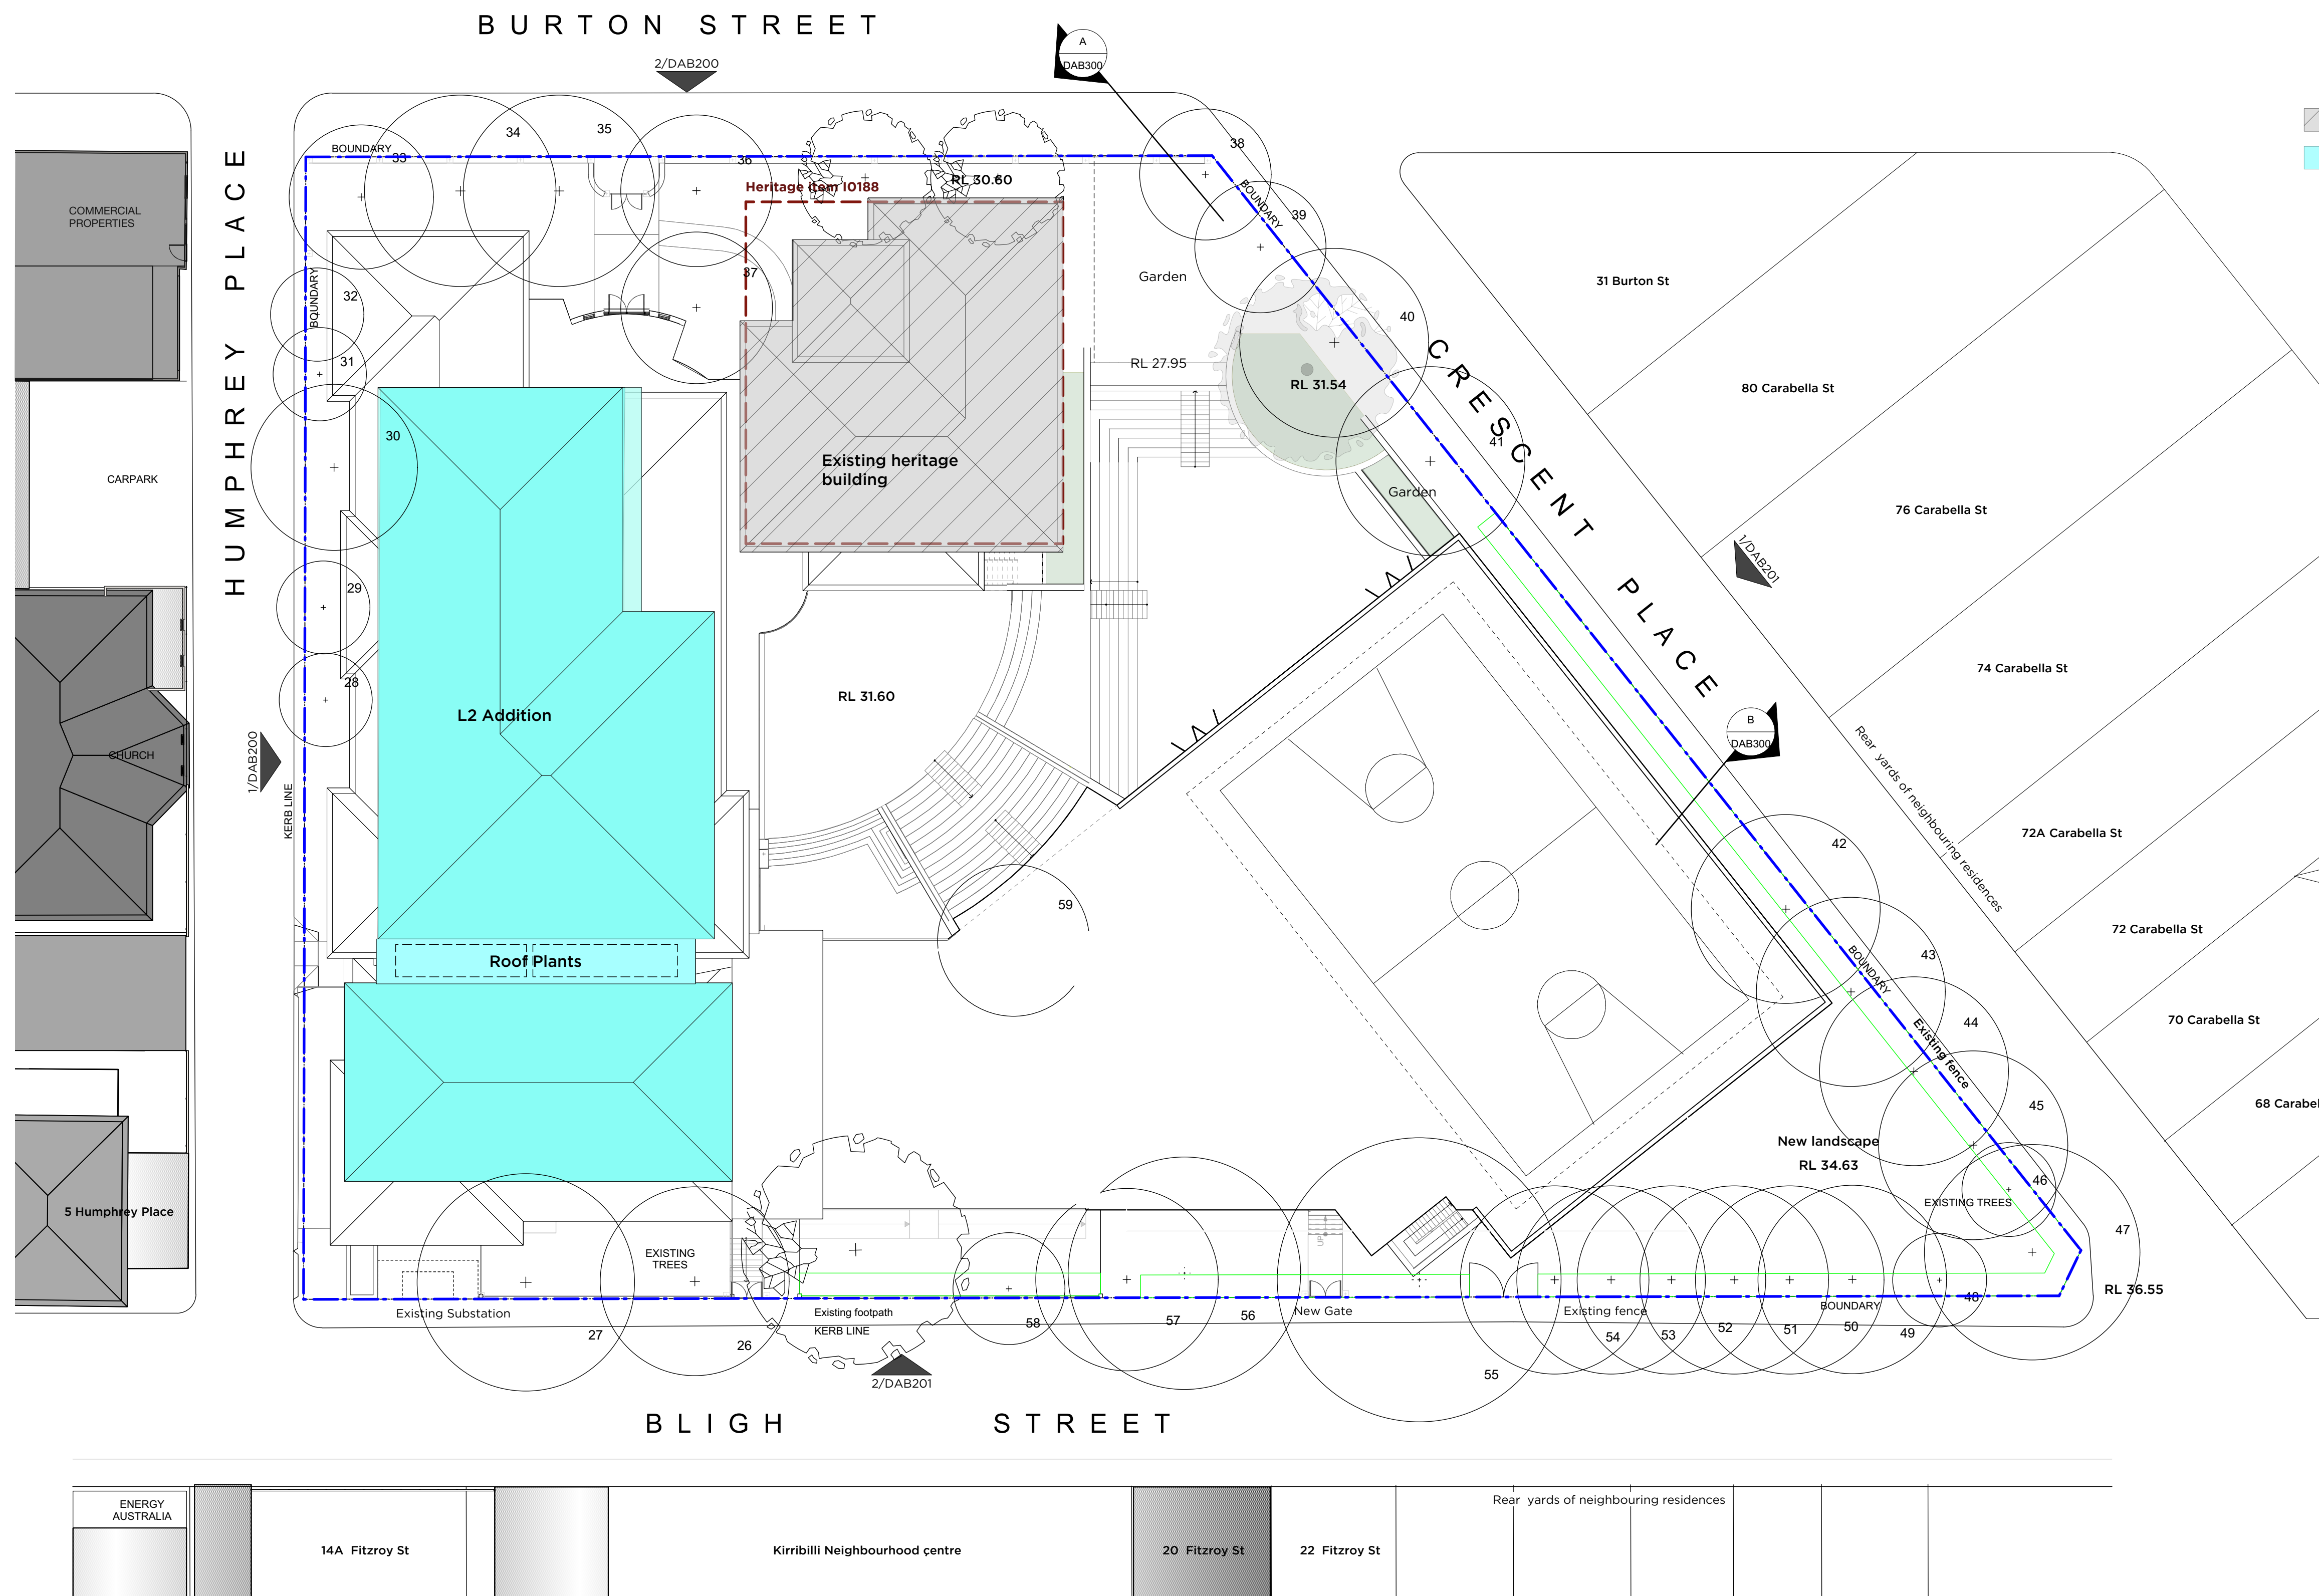 BURTON STREET
2/DAB200
A
DAB300
HUMPHREY PLACE
COMMERCIAL
PROPERTIES
BOUNDARY
33
34
35
36
38
Heritage item I0188
RL 30.60
BOUNDARY
39
37
Garden
31 Burton St
BOUNDARY
32
31
40
RL 27.95
RL 31.54
80 Carabella St
CRESCENT PLACE
30
41
CARPARK
Existing heritage
building
Garden
76 Carabella St
1/DAB201
29
28
74 Carabella St
RL 31.60
L2 Addition
B
DAB300
CHURCH
1/DAB200
KERB LINE
Rear yards of neighbouring residences
72A Carabella St
42
59
72 Carabella St
43
BOUNDARY
Roof Plants
70 Carabella St
44
Existing fence
68 Carabel
45
New landscape
RL 34.63
46
EXISTING TREES
5 Humphrey Place
47
EXISTING
TREES
UP
RL 36.55
48
Existing Substation
Existing footpath
KERB LINE
New Gate
Existing fence
BOUNDARY
27
26
58
57
56
55
54
53
52
51
50
49
2/DAB201
BLIGH STREET
ENERGY
AUSTRALIA
Rear yards of neighbouring residences
14A Fitzroy St
Kirribilli Neighbourhood çentre
20 Fitzroy St
22 Fitzroy St